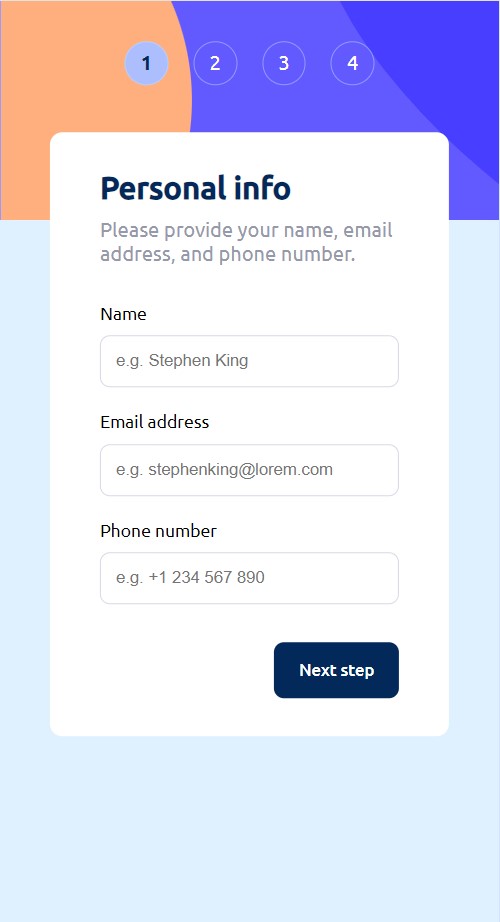 1 2 3 4
Personal info
Please provide your name, email
address, and phone number.
Name
e.g. Stephen King
Email address
e.g. stephenking@lorem.com
Phone number
e.g. +1 234 567 890
Next step